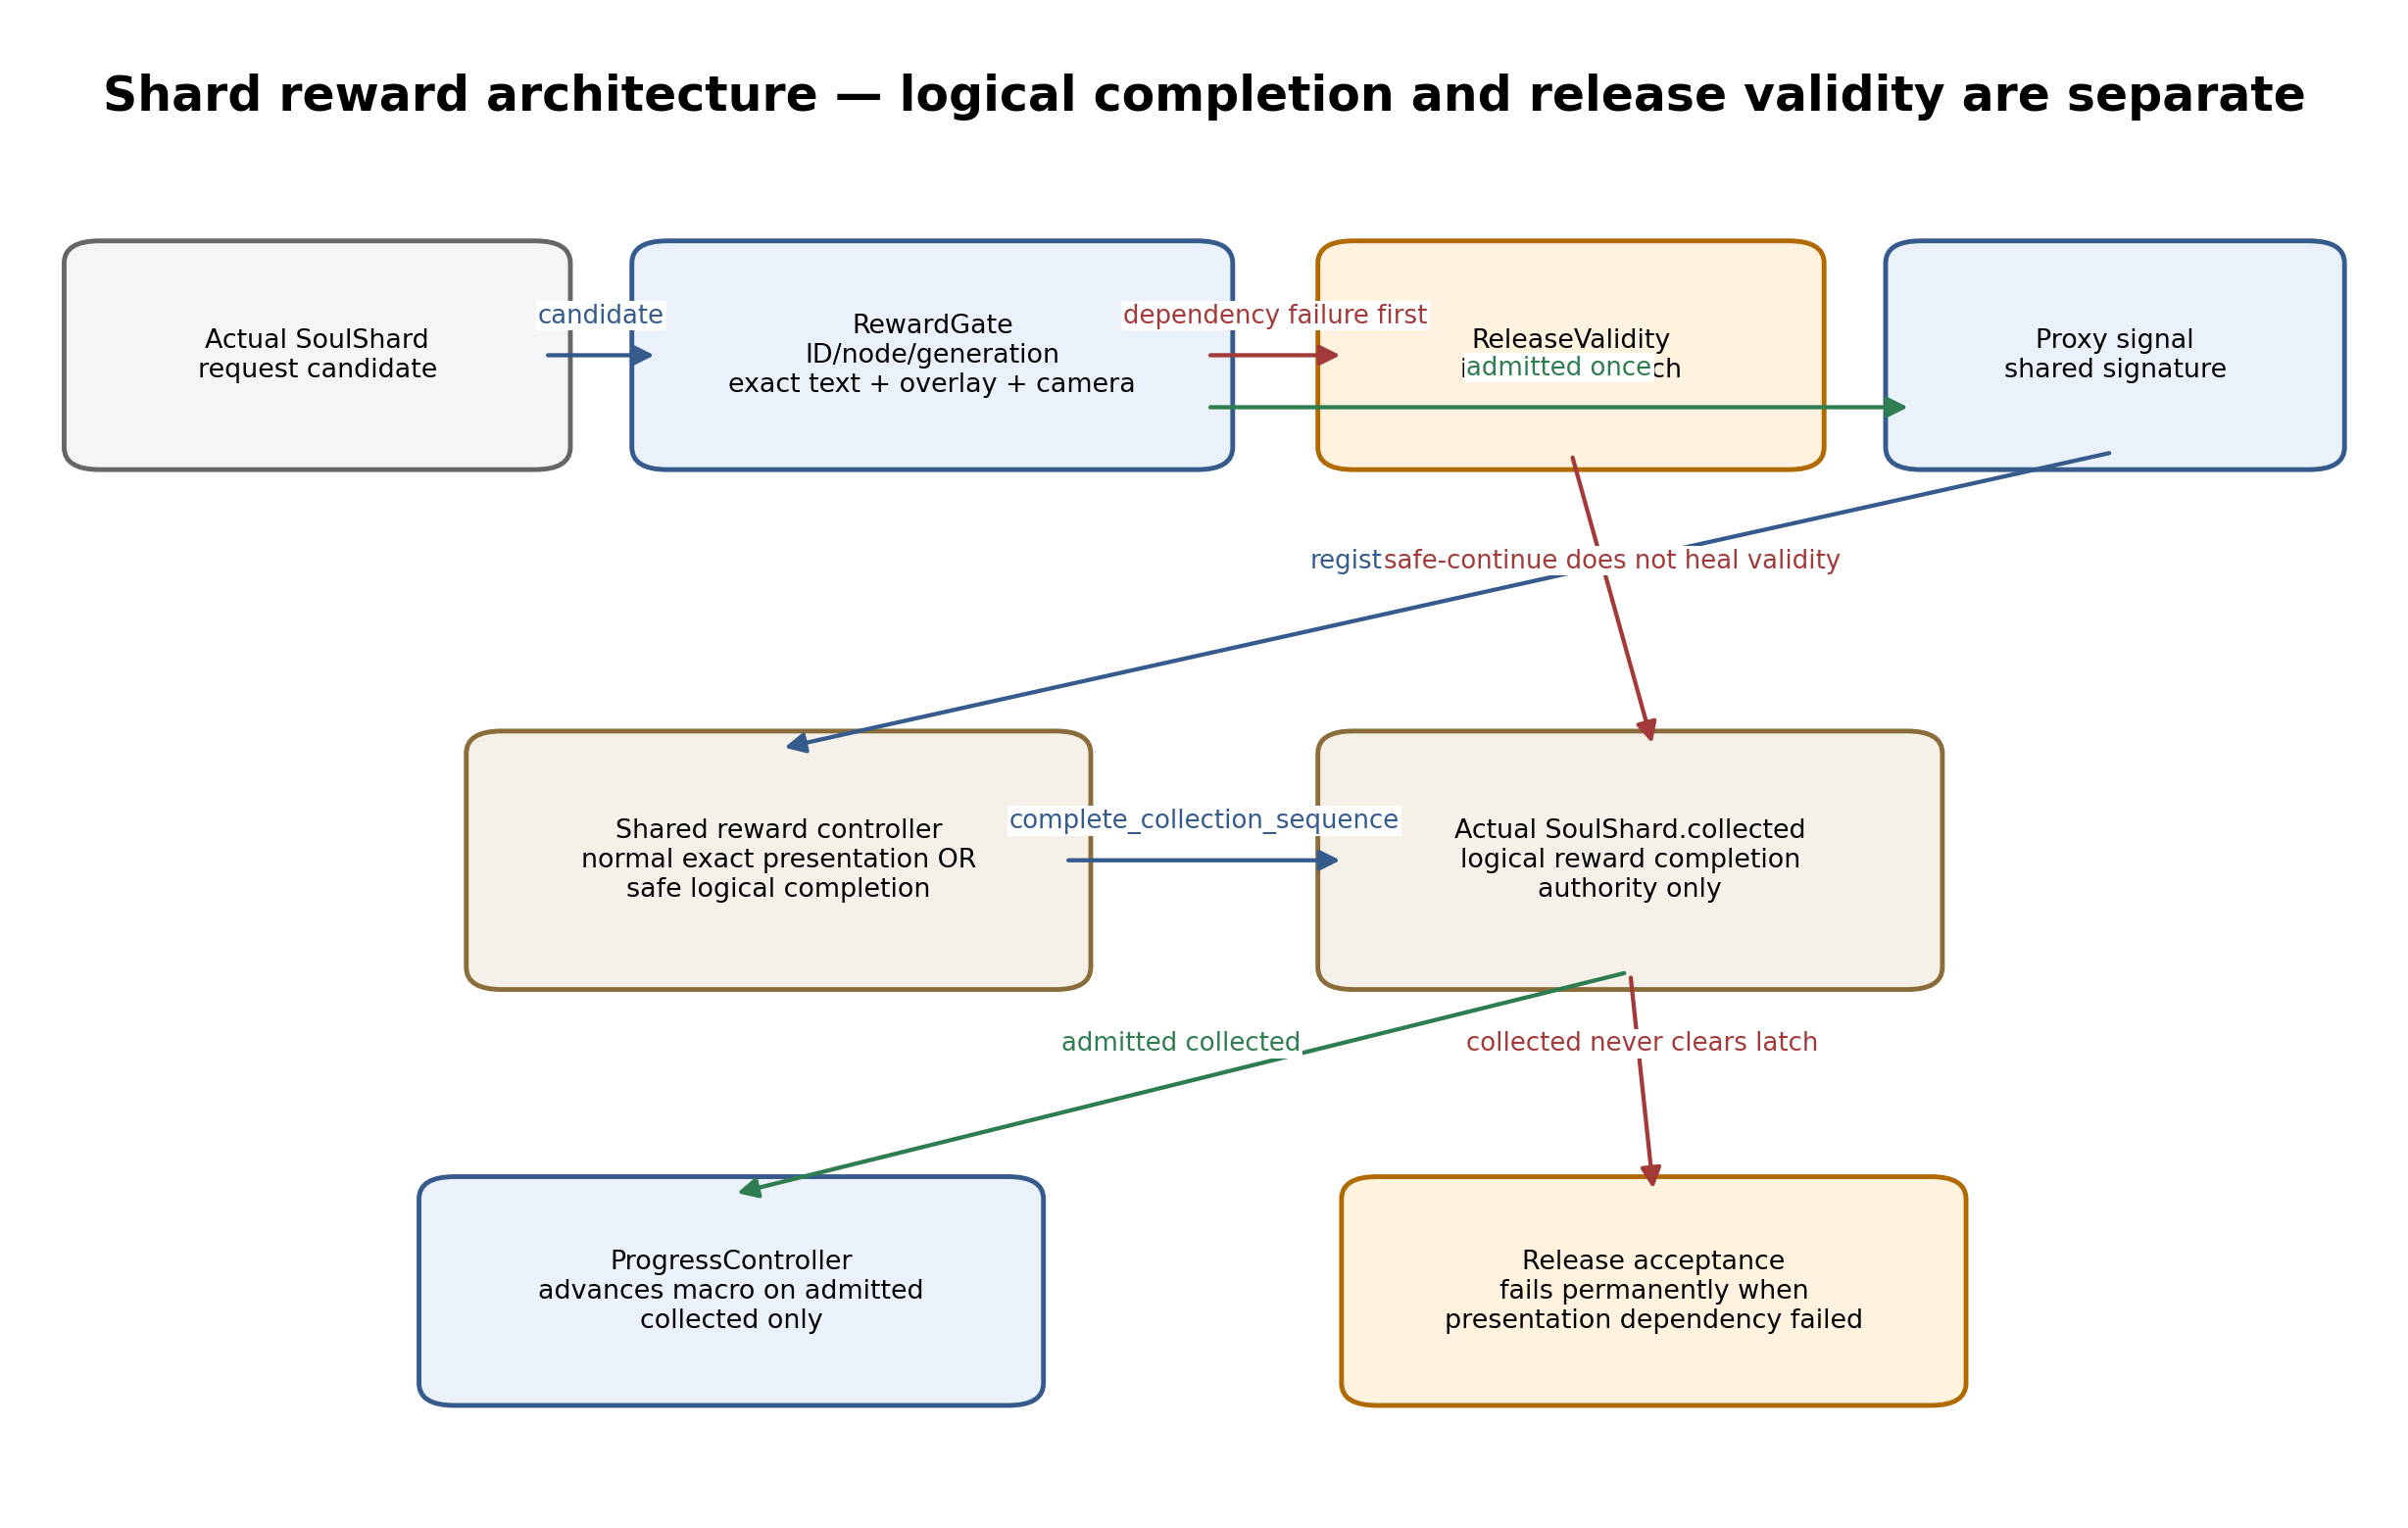 Shard reward architecture — logical completion and release validity are separate
Actual SoulShard
request candidate
candidate
RewardGate
ID/node/generation
exact text + overlay + camera
dependency failure first
ReleaseValidity
admitted once
Proxy signal
shared signature
safe-continue does not heal validity
Shared reward controller
normal exact presentation OR
safe logical completion
complete_collection_sequence
Actual SoulShard.collected
logical reward completion
authority only
admitted collected
collected never clears latch
ProgressController
advances macro on admitted
collected only
Release acceptance
fails permanently when
presentation dependency failed